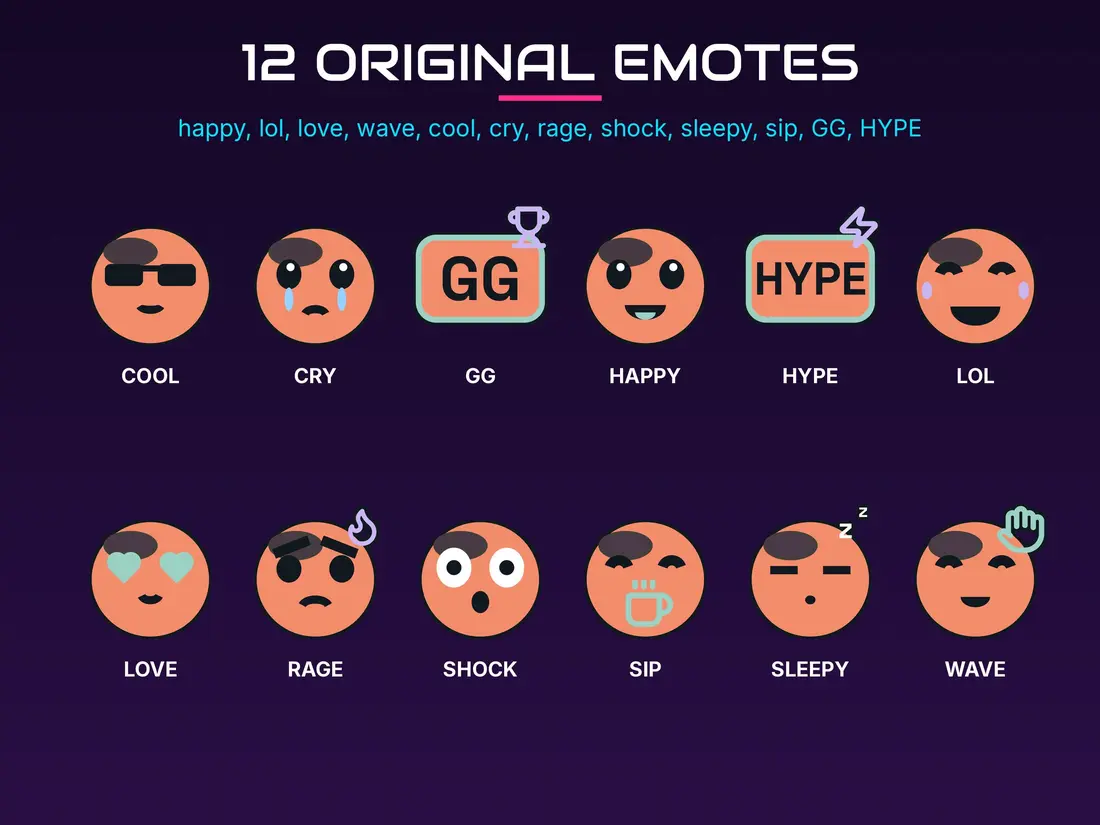 12 ORIGINAL EMOTES
happy, lol, love, wave, cool, cry, rage, shock, sleepy, sip, GG, HYPE
GG
HYPE
COOL
CRY
GG
HAPPY
HYPE
LOL
z
z
LOVE
RAGE
SHOCK
SIP
SLEEPY
WAVE